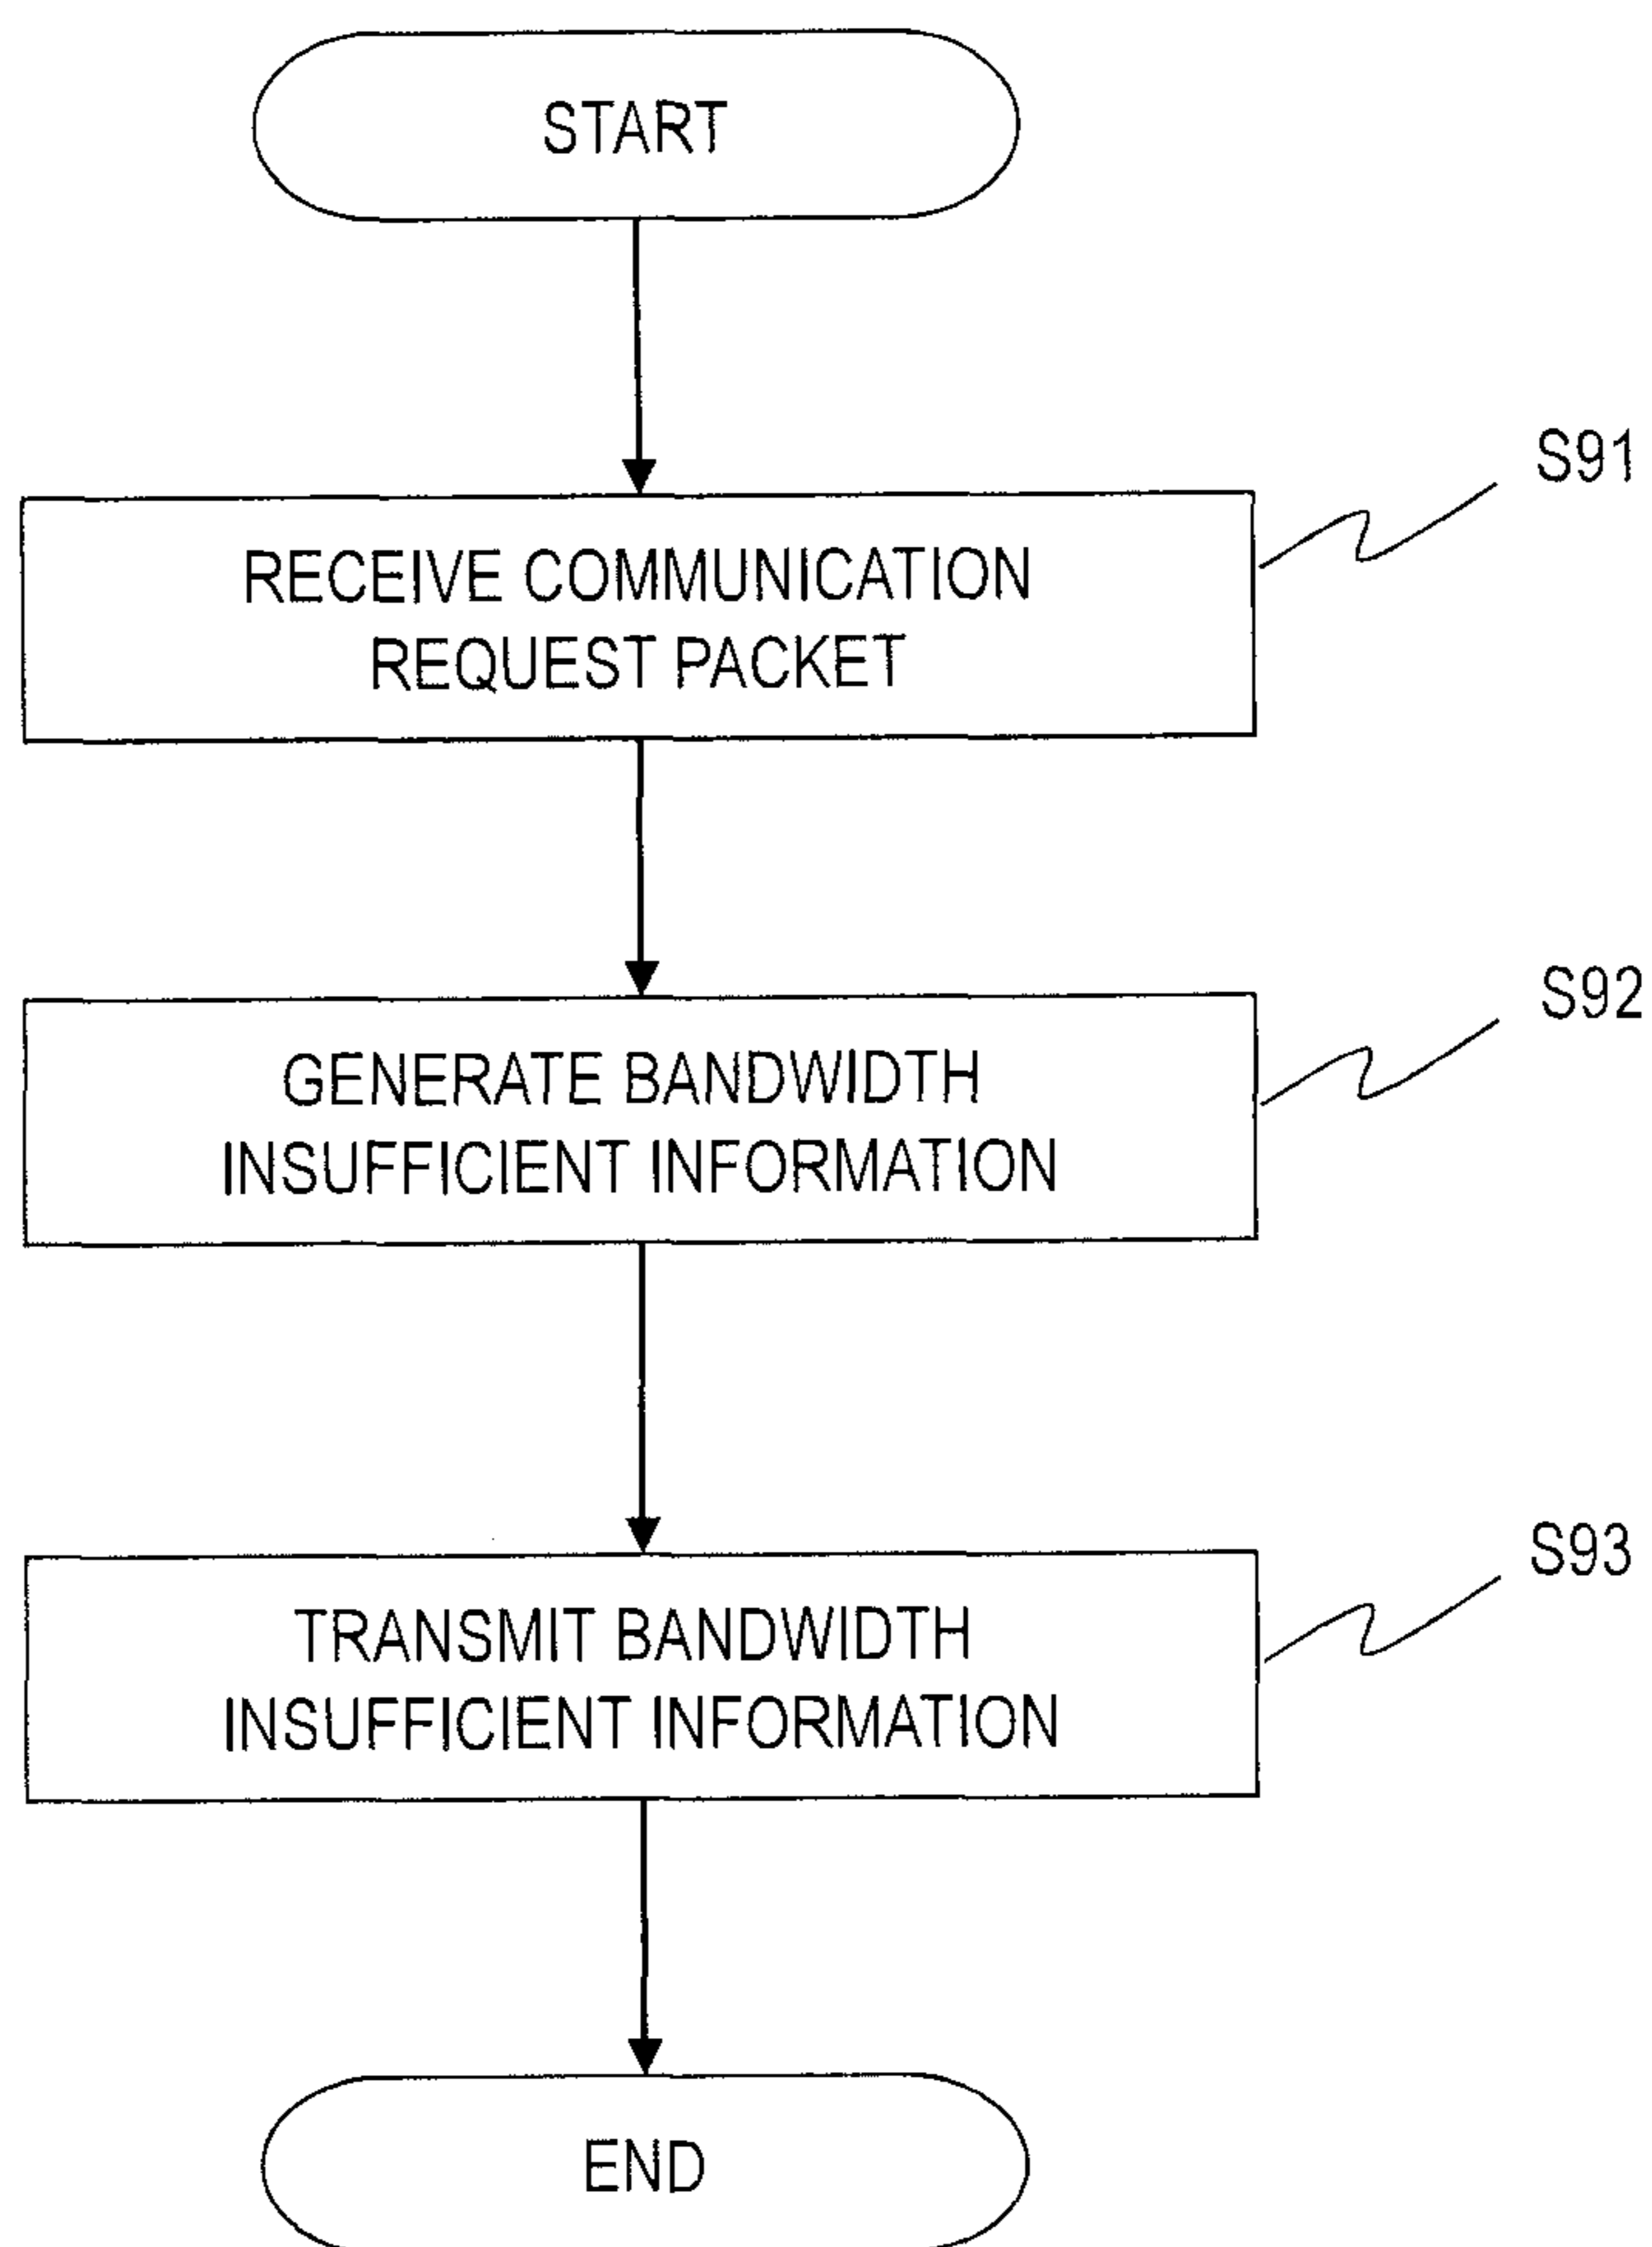 START
S91
RECEIVE COMMUNICATION
REQUEST PACKET
S92
GENERATE BANDWIDTH
INSUFFICIENT INFORMATION
S93
TRANSMIT BANDWIDTH
INSUFFICIENT INFORMATION
END